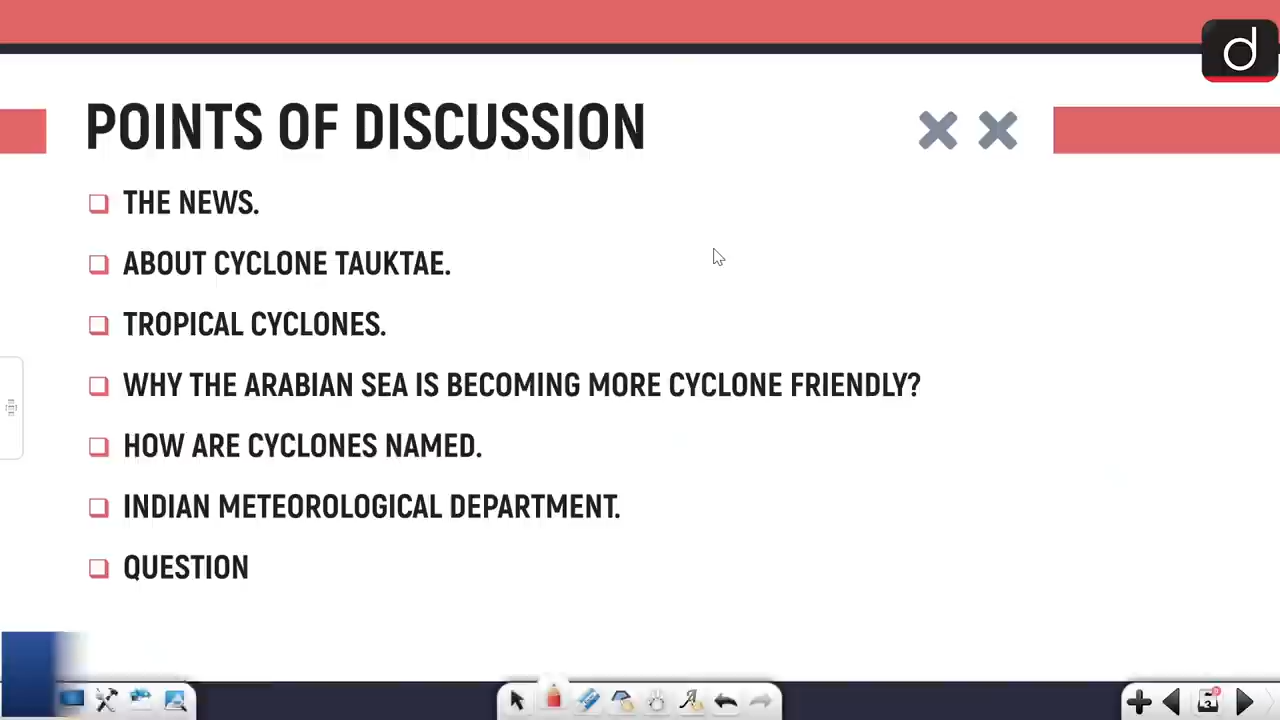 d
POINTS OF DISCUSSION
THE NEWS.
ABOUT CYCLONE TAUKTAE.
TROPICAL CYCLONES.
WHY THE ARABIAN SEA IS BECOMING MORE CYCLONE FRIENDLY?
HOW ARE CYCLONES NAMED.
INDIAN METEOROLOGICAL DEPARTMENT.
QUESTION
3